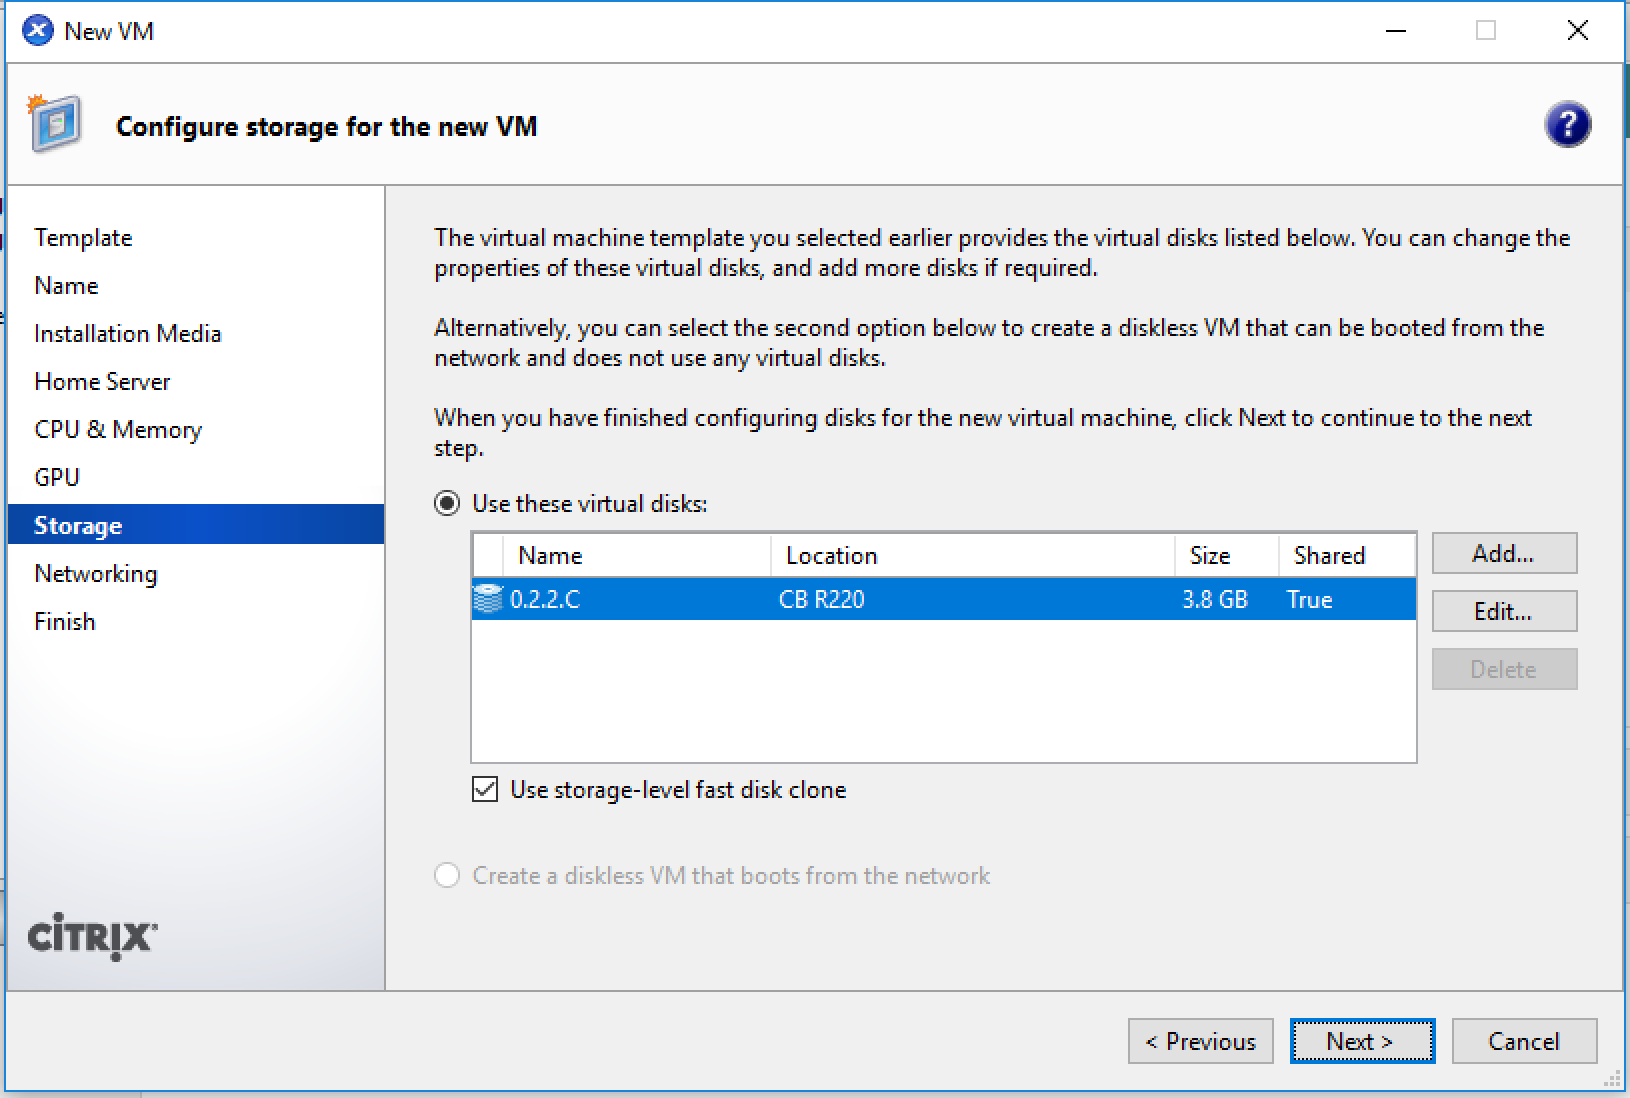 New VM
Configure storage for the new VM
?
Template
Name
Installation Media
Home Server
CPU & Memory
GPU
Storage
Networking
Finish
CITRIX
The virtual machine template you selected earlier provides the virtual disks listed below. You can change the
properties of these virtual disks, and add more disks if required.
Alternatively, you can select the second option below to create a diskless VM that can be booted from the
network and does not use any virtual disks.
When you have finished configuring disks for the new virtual machine, click Next to continue to the next
step.
Use these virtual disks:
Name Location Size Shared
0.2.2.C CB R220 3.8 GB True
Add...
Edit...
Delete
Use storage-level fast disk clone
Create a diskless VM that boots from the network
< Previous Next > Cancel